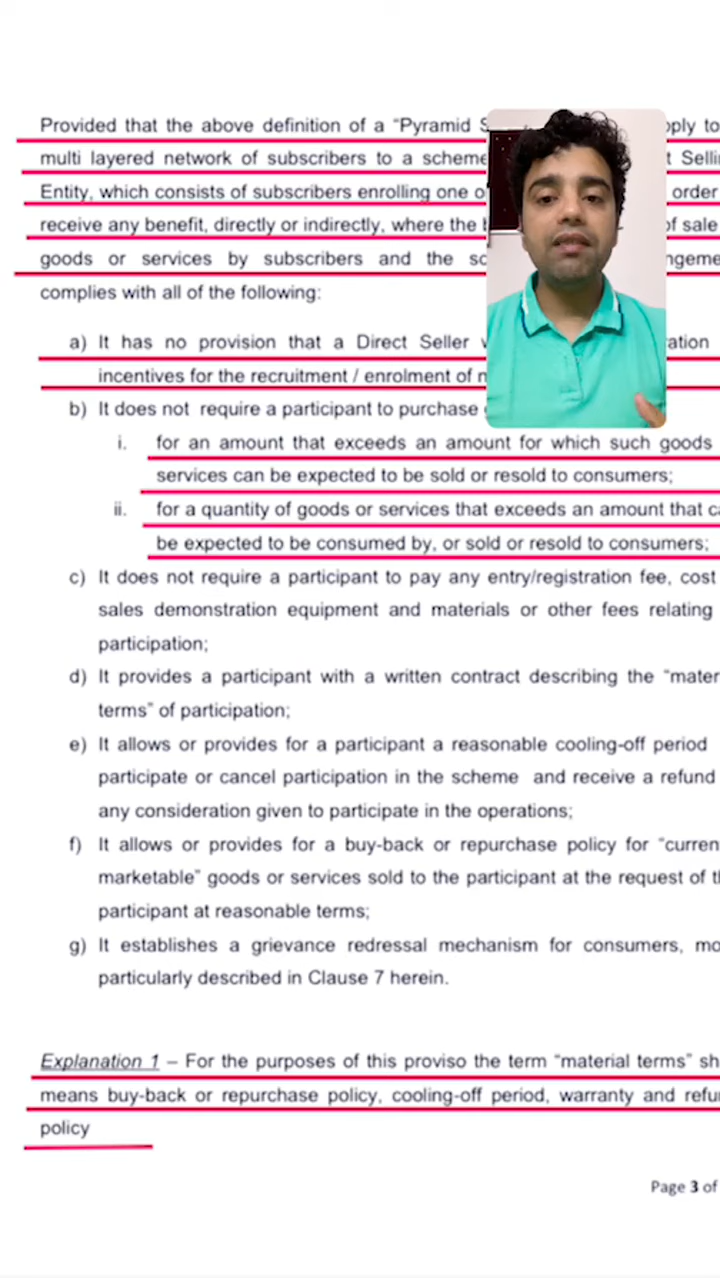 Provided that the above definition of a “Pyramid S ply to
multi layered network of subscribers to a scheme t Selli
Entity, which consists of subscribers enrolling one o order
receive any benefit, directly or indirectly, where the b of sale
goods or services by subscribers and the sc ngeme
complies with all of the following:
a) It has no provision that a Direct Seller ration
incentives for the recruitment / enrolment of n
b) It does not require a participant to purchase
i. for an amount that exceeds an amount for which such goods
services can be expected to be sold or resold to consumers;
ii. for a quantity of goods or services that exceeds an amount that ca
be expected to be consumed by, or sold or resold to consumers;
c) It does not require a participant to pay any entry/registration fee, cost
sales demonstration equipment and materials or other fees relating
participation;
d) It provides a participant with a written contract describing the “mater
terms” of participation;
e) It allows or provides for a participant a reasonable cooling-off period
participate or cancel participation in the scheme and receive a refund
any consideration given to participate in the operations;
f) It allows or provides for a buy-back or repurchase policy for “curren
marketable” goods or services sold to the participant at the request of th
participant at reasonable terms;
g) It establishes a grievance redressal mechanism for consumers, mo
particularly described in Clause 7 herein.
Explanation 1 – For the purposes of this proviso the term “material terms” sh
means buy-back or repurchase policy, cooling-off period, warranty and refu
policy
Page 3 of